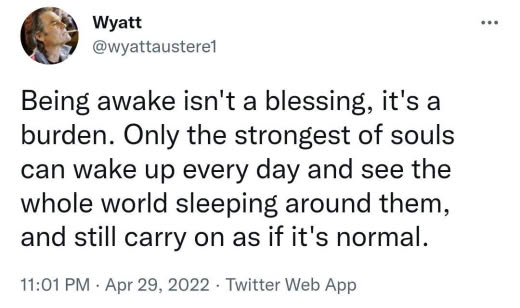 Wyatt
@wyattaustere1
Being awake isn't a blessing, it's a
burden. Only the strongest of souls
can wake up every day and see the
whole world sleeping around them,
and still carry on as if it's normal.
11:01 PM · Apr 29, 2022 · Twitter Web App